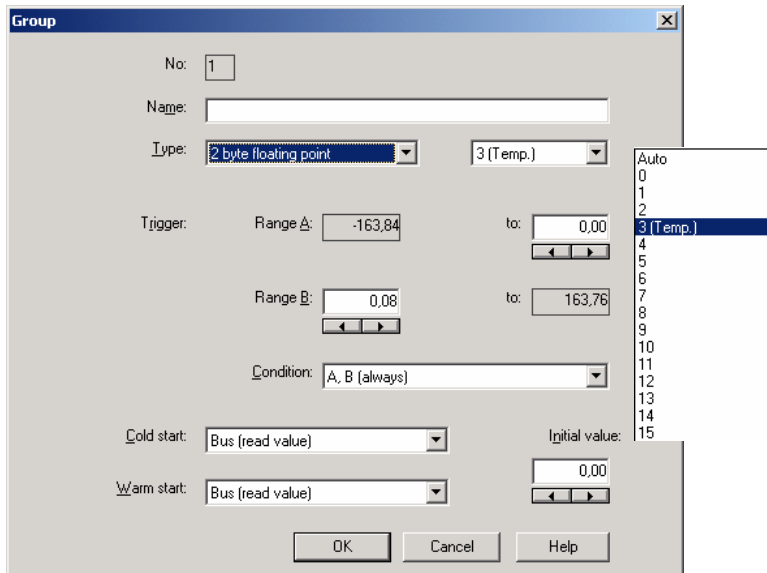 Group
No: 1
Name:
Type: 2 byte floating point 3 (Temp.)
Trigger: Range A: -163,84 to: 0,00
Range B: 0,08 to: 163,76
Condition: A, B (always)
Cold start: Bus (read value) Initial value:
0,00
Warm start: Bus (read value)
OK Cancel Help
Auto
0
1
2
3 (Temp.)
4
5
6
7
8
9
10
11
12
13
14
15